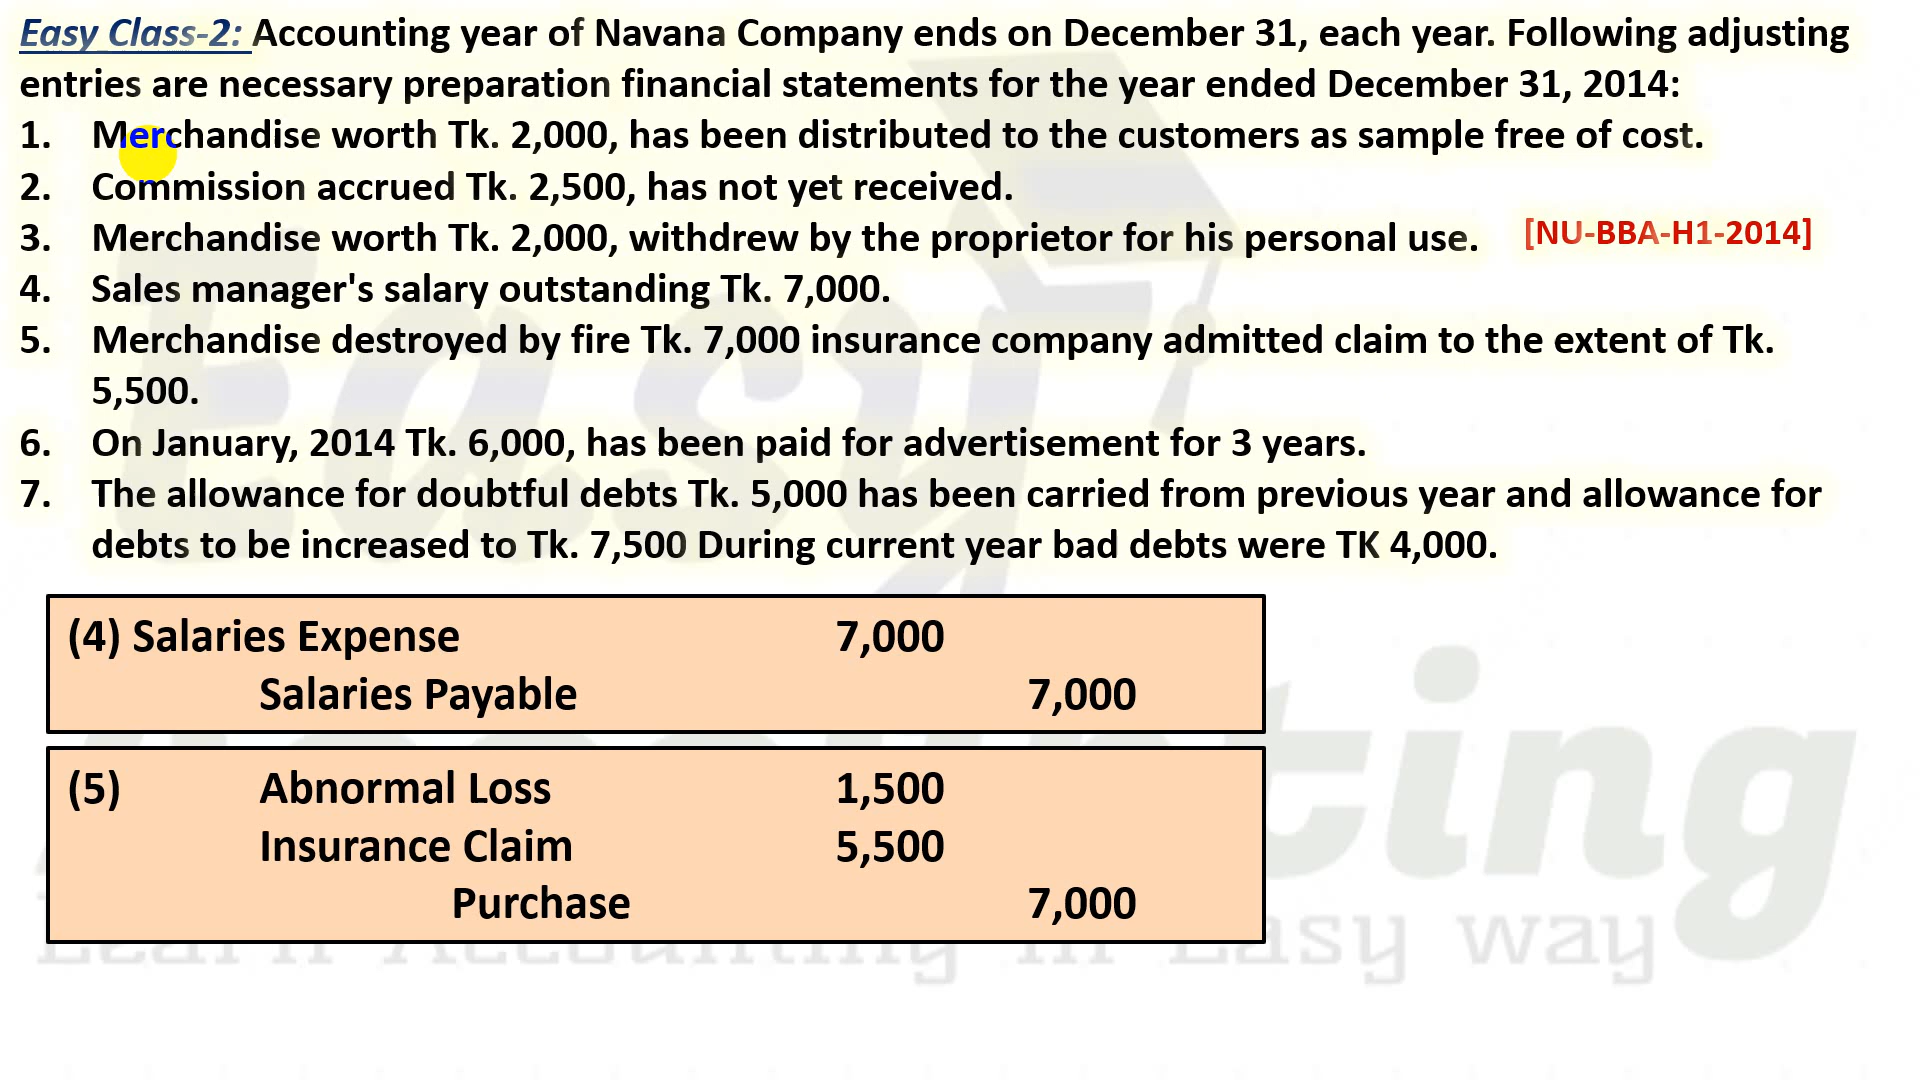 Easy Class-2: Accounting year of Navana Company ends on December 31, each year. Following adjusting
entries are necessary preparation financial statements for the year ended December 31, 2014:
1. Merchandise worth Tk. 2,000, has been distributed to the customers as sample free of cost.
2. Commission accrued Tk. 2,500, has not yet received.
3. Merchandise worth Tk. 2,000, withdrew by the proprietor for his personal use. [NU-BBA-H1-2014]
4. Sales manager's salary outstanding Tk. 7,000.
5. Merchandise destroyed by fire Tk. 7,000 insurance company admitted claim to the extent of Tk.
5,500.
6. On January, 2014 Tk. 6,000, has been paid for advertisement for 3 years.
7. The allowance for doubtful debts Tk. 5,000 has been carried from previous year and allowance for
debts to be increased to Tk. 7,500 During current year bad debts were TK 4,000.
(4) Salaries Expense 7,000
Salaries Payable 7,000
(5) Abnormal Loss 1,500
Insurance Claim 5,500
Purchase 7,000
Easy
Accounting
Learn Accounting in Easy way